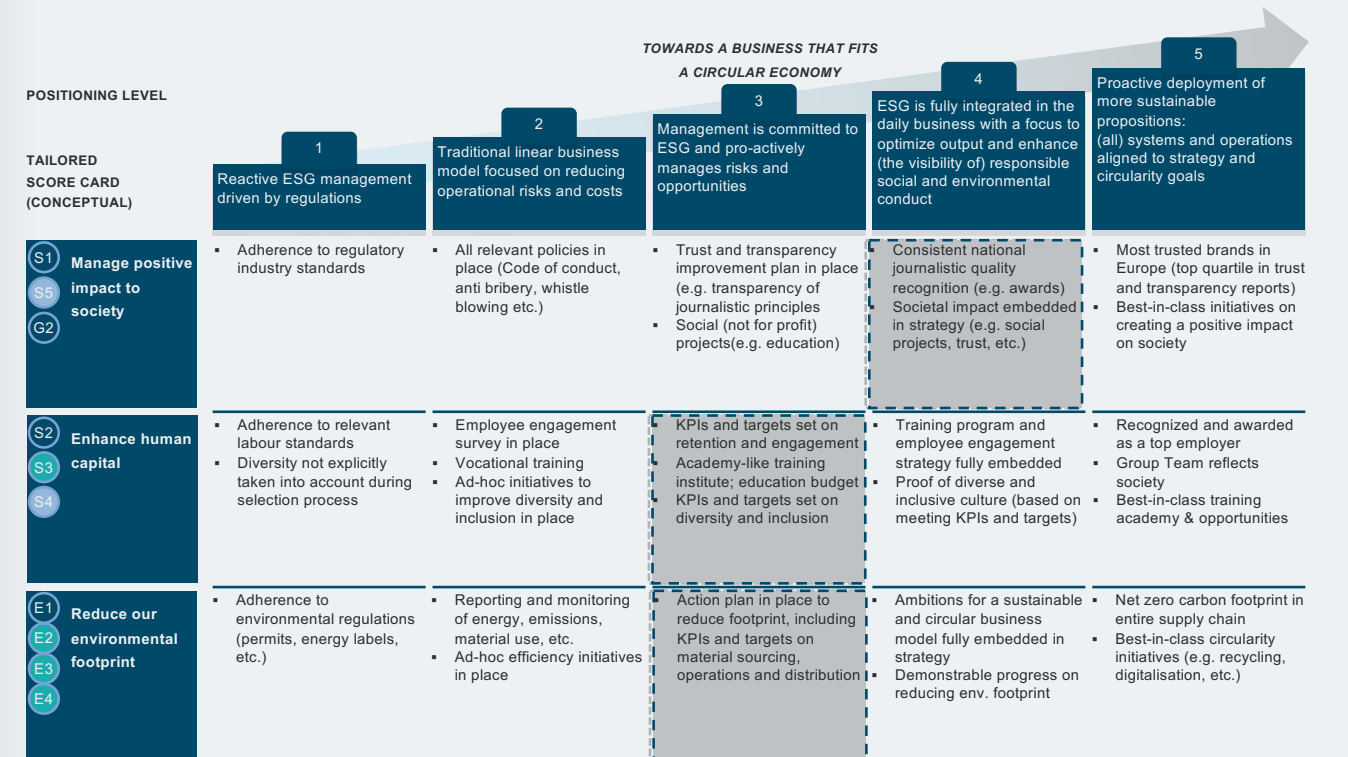 TOWARDS A BUSINESS THAT FITS
A CIRCULAR ECONOMY
POSITIONING LEVEL
TAILORED
SCORE CARD
(CONCEPTUAL)
1
Reactive ESG management
driven by regulations
2
Traditional linear business
model focused on reducing
operational risks and costs
3
Management is committed to
ESG and pro-actively
manages risks and
opportunities
4
ESG is fully integrated in the
daily business with a focus to
optimize output and enhance
(the visibility of) responsible
social and environmental
conduct
5
Proactive deployment of
more sustainable
propositions:
(all) systems and operations
aligned to strategy and
circularity goals
S1
S5
G2
Manage positive
impact to
society
▪ Adherence to regulatory
industry standards
▪ All relevant policies in
place (Code of conduct,
anti bribery, whistle
blowing etc.)
▪ Trust and transparency
improvement plan in place
(e.g. transparency of
journalistic principles
▪ Social (not for profit)
projects(e.g. education)
▪ Consistent national
journalistic quality
recognition (e.g. awards)
▪ Societal impact embedded
in strategy (e.g. social
projects, trust, etc.)
▪ Most trusted brands in
Europe (top quartile in trust
and transparency reports)
▪ Best-in-class initiatives on
creating a positive impact
on society
S2
S3
S4
Enhance human
capital
▪ Adherence to relevant
labour standards
▪ Diversity not explicitly
taken into account during
selection process
▪ Employee engagement
survey in place
▪ Vocational training
▪ Ad-hoc initiatives to
improve diversity and
inclusion in place
▪ KPIs and targets set on
retention and engagement
▪ Academy-like training
institute; education budget
▪ KPIs and targets set on
diversity and inclusion
▪ Training program and
employee engagement
strategy fully embedded
▪ Proof of diverse and
inclusive culture (based on
meeting KPIs and targets)
▪ Recognized and awarded
as a top employer
▪ Group Team reflects
society
▪ Best-in-class training
academy & opportunities
E1
E2
E3
E4
Reduce our
environmental
footprint
▪ Adherence to
environmental regulations
(permits, energy labels,
etc.)
▪ Reporting and monitoring
of energy, emissions,
material use, etc.
▪ Ad-hoc efficiency initiatives
in place
▪ Action plan in place to
reduce footprint, including
KPIs and targets on
material sourcing,
operations and distribution
▪ Ambitions for a sustainable
and circular business
model fully embedded in
strategy
▪ Demonstrable progress on
reducing env. footprint
▪ Net zero carbon footprint in
entire supply chain
▪ Best-in-class circularity
initiatives (e.g. recycling,
digitalisation, etc.)